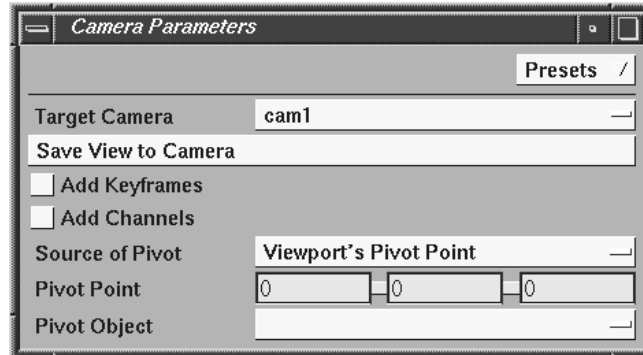 Camera Parameters
Presets
Target Camera cam1
Save View to Camera
Add Keyframes
Add Channels
Source of Pivot Viewport's Pivot Point
Pivot Point 0 0 0
Pivot Object